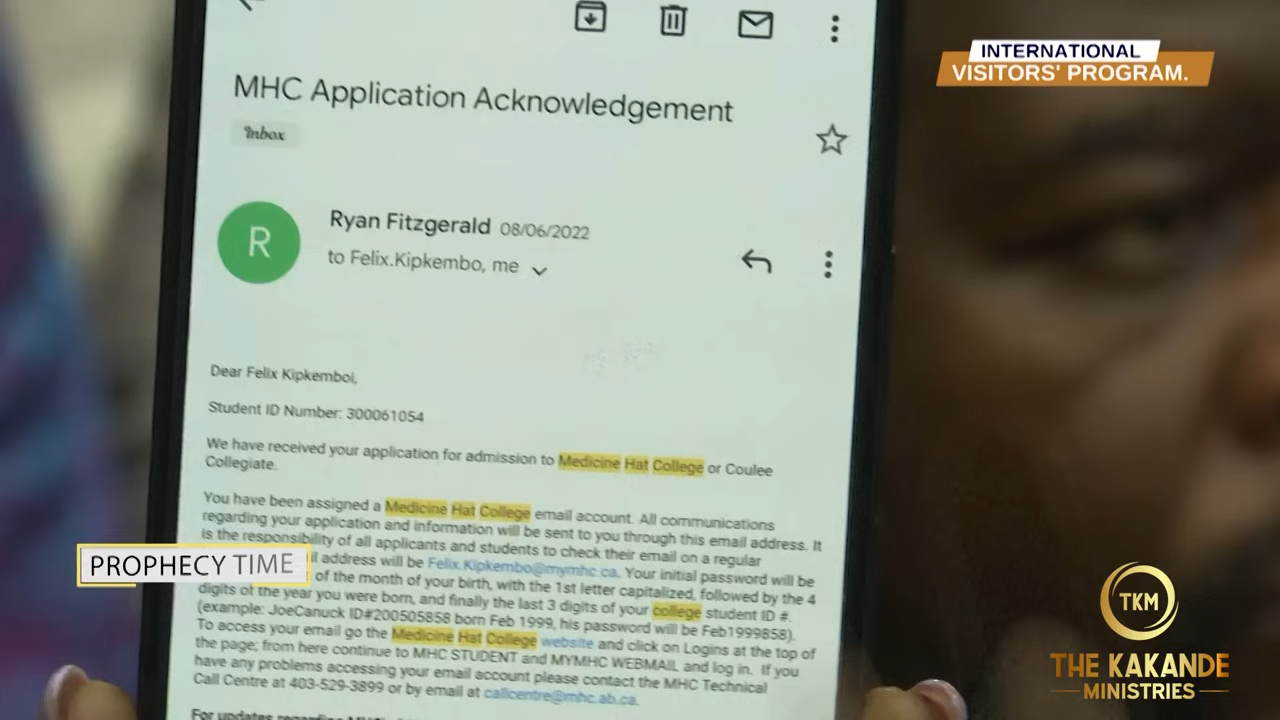 INTERNATIONAL
VISITORS' PROGRAM.
MHC Application Acknowledgement
Inbox
R
Ryan Fitzgerald 08/06/2022
to Felix.Kipkembo, me
Dear Felix Kipkemboi,
Student ID Number: 300061054
We have received your application for admission to Medicine Hat College or Coulee
Collegiate.
You have been assigned a Medicine Hat College email account. All communications
regarding your application and information will be sent to you through this email address. It
is the responsibility of all applicants and students to check their email on a regular
address will be Felix.Kipkembo@mymhc.ca. Your initial password will be
of the month of your birth, with the 1st letter capitalized, followed by the 4
digits of the year you were born, and finally the last 3 digits of your college student ID #.
(example: JoeCanuck ID#200505858 born Feb 1999, his password will be Feb1999858).
To access your email go the Medicine Hat College website and click on Logins at the top of
the page; from here continue to MHC STUDENT and MYMHC WEBMAIL and log in. If you
have any problems accessing your email account please contact the MHC Technical
Call Centre at 403-529-3899 or by email at callcentre@mhc.ab.ca.
For updates regarding
PROPHECY TIME
TKM
THE KAKANDE
MINISTRIES